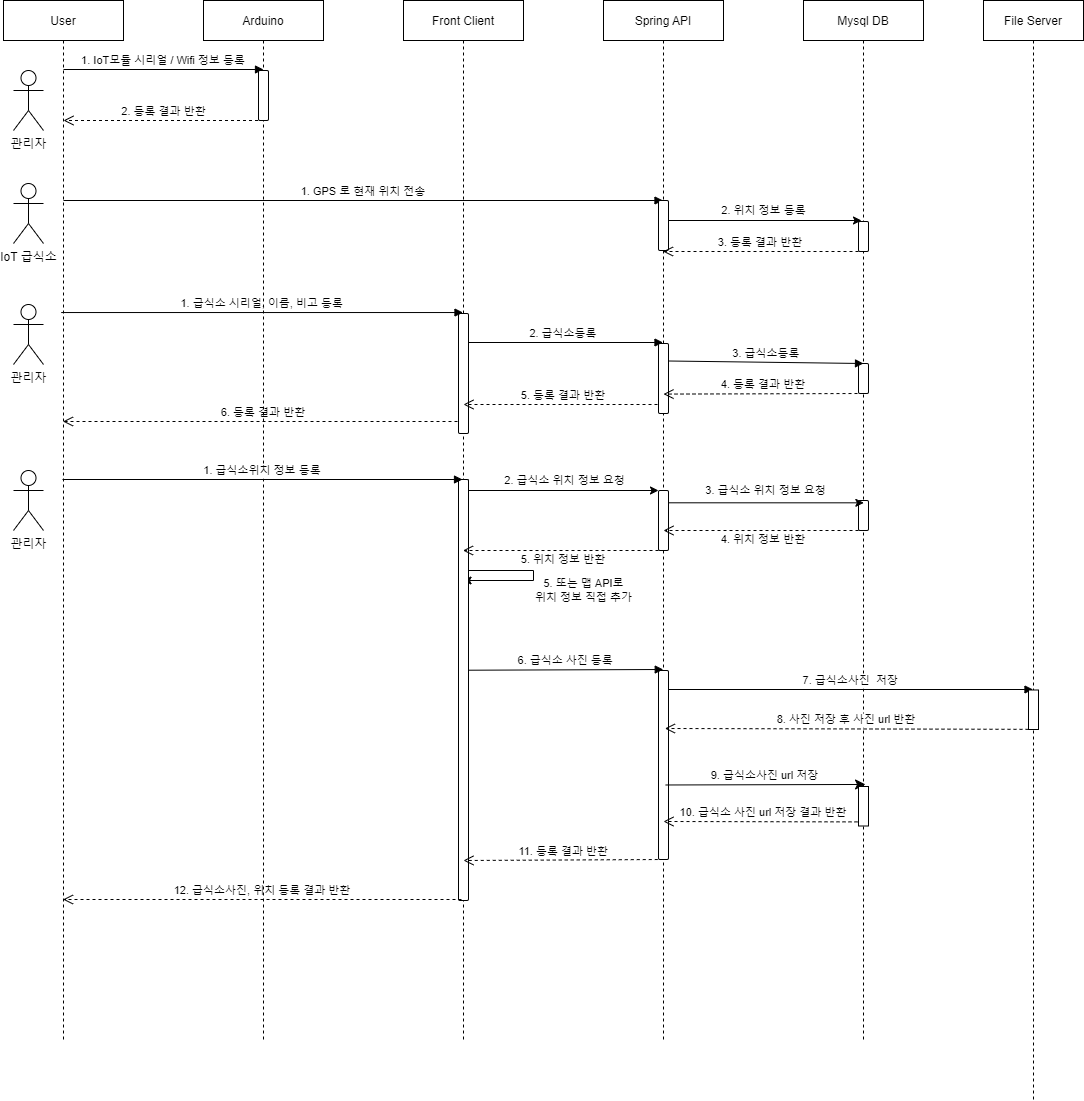 User
Arduino
Front Client
Spring API
Mysql DB
File Server
1. IoT모듈 시리얼 / Wifi 정보 등록
2. 등록 결과 반환
관리자
1. GPS 로 현재 위치 전송
2. 위치 정보 등록
3. 등록 결과 반환
IoT 급식소
1. 급식소 시리얼, 이름, 비고 등록
2. 급식소등록
3. 급식소등록
4. 등록 결과 반환
5. 등록 결과 반환
6. 등록 결과 반환
관리자
1. 급식소위치 정보 등록
2. 급식소 위치 정보 요청
3. 급식소 위치 정보 요청
4. 위치 정보 반환
5. 위치 정보 반환
관리자
5. 또는 맵 API로
위치 정보 직접 추가
6. 급식소 사진 등록
7. 급식소사진  저장
8. 사진 저장 후 사진 url 반환
9. 급식소사진 url 저장
10. 급식소 사진 url 저장 결과 반환
11. 등록 결과 반환
12. 급식소사진, 위치 등록 결과 반환